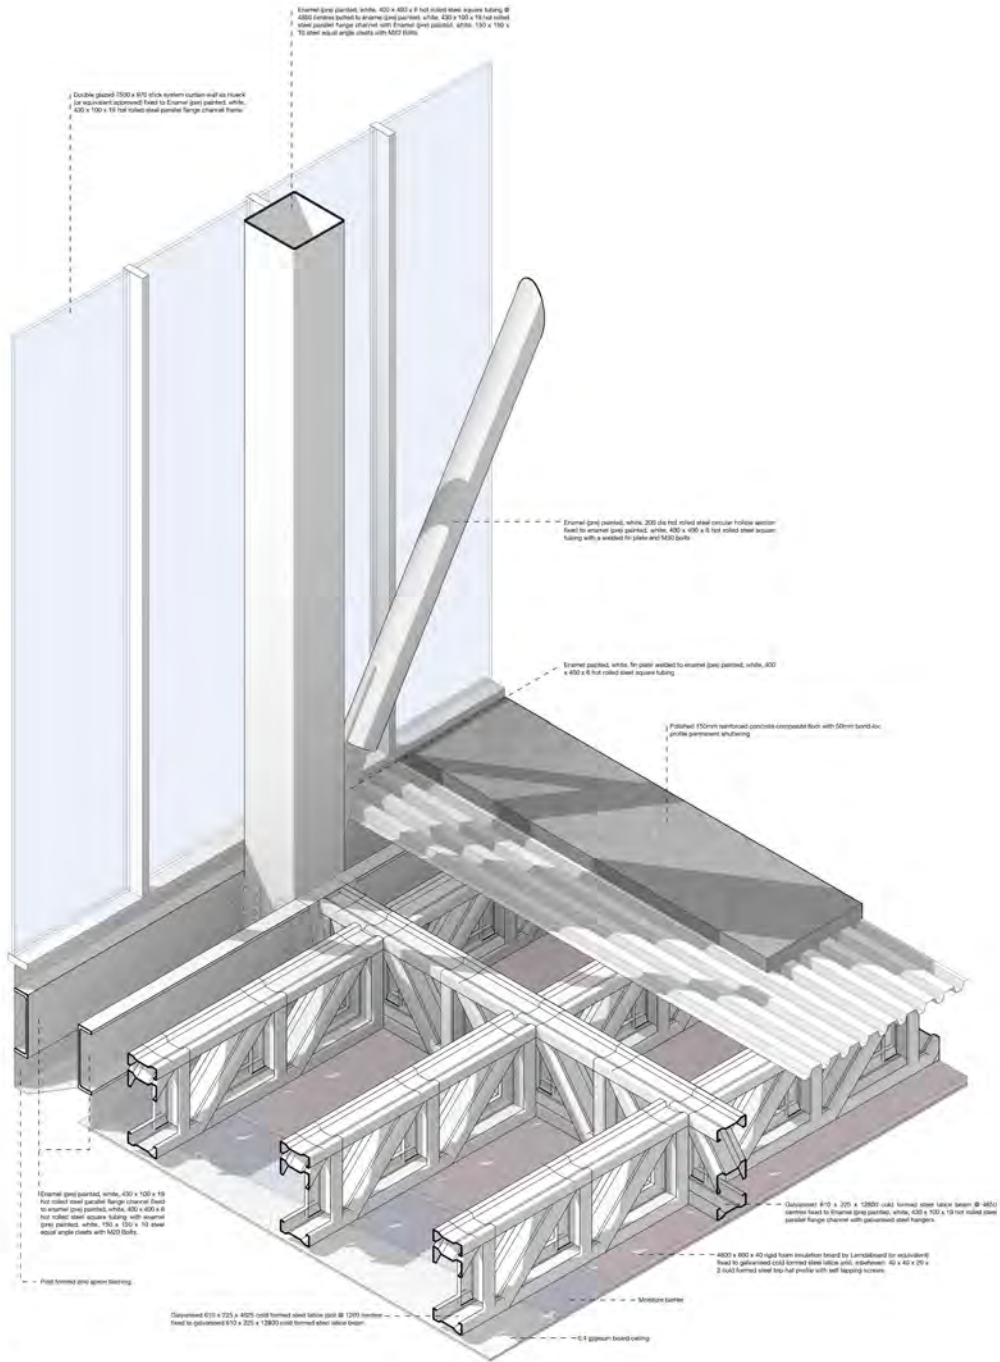 Enamel (pre) painted, white, 400 x 400 x 6 hot rolled steel square tubing @
4800 centres bolted to enamel (pre) painted, white, 430 x 100 x 19 hot rolled
steel parallel flange channel with Enamel (pre) painted, white, 150 x 150 x
10 steel equal angle cleats with M20 Bolts.
Double glazed 1500 x 970 stick system curtain wall as Hueck
(or equivalent approved) fixed to Enamel (pre) painted, white,
430 x 100 x 19 hot rolled steel parallel flange channel frame
Enamel (pre) painted, white, 200 dia hot rolled steel circular hollow section
fixed to enamel (pre) painted, white, 400 x 400 x 6 hot rolled steel square
tubing with a welded fin plate and M30 bolts
Enamel painted, white, fin plate welded to enamel (pre) painted, white, 400
x 400 x 6 hot rolled steel square tubing
Polished 150mm reinforced concrete composite floor with 50mm bond-loc
profile permanent shuttering
Enamel (pre) painted, white, 430 x 100 x 19
hot rolled steel parallel flange channel fixed
to enamel (pre) painted, white, 400 x 400 x 6
hot rolled steel square tubing with enamel
(pre) painted, white, 150 x 150 x 10 steel
equal angle cleats with M20 Bolts.
Post formed zinc apron flashing
Galvanised 610 x 225 x 12800 cold formed steel lattice beam @
centres fixed to Enamel (pre) painted, white, 430 x 100 x 19 hot rolled steel
parallel flange channel with galvanised steel hangers.
4800 x 600 x 40 rigid foam insulation board by Lambdaboard (or equivalent)
fixed to galvanised cold formed steel lattice joist, inbetween 40 x 40 x 20 x
2 cold formed steel top hat profile with self tapping screws
Moisture barrier
Galvanised 610 x 225 x cold formed steel lattice joist @ 1200 centres
fixed to galvanised 610 x 225 x 12800 cold formed steel lattice beam
6.4 gypsum board ceiling